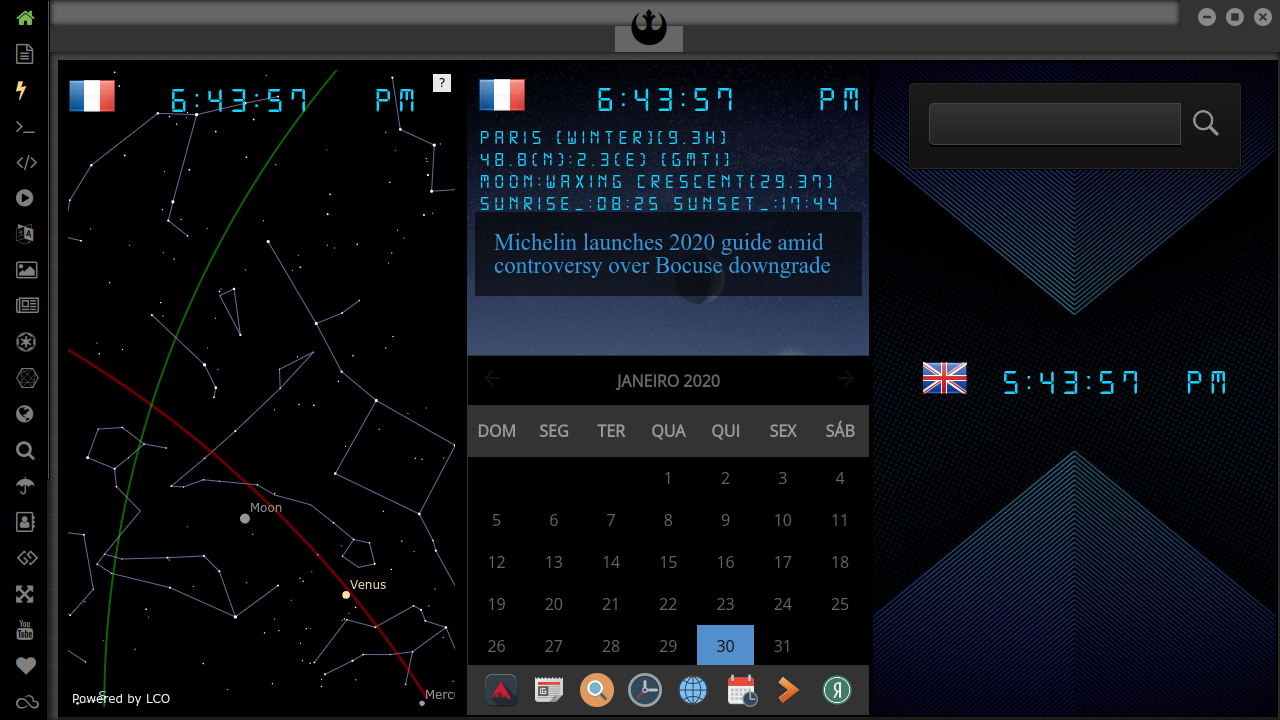 6:43:57 PM
?
Moon
Venus
S
Powered by LCO
6:43:57 PM
PARIS [WINTER][9.3H]
48.8[N]:2.3[E] [GMT1]
MOON:WAXING CRESCENT[29.37]
SUNRISE_:08:25 SUNSET_:17:44
Michelin launches 2020 guide amid
controversy over Bocuse downgrade
JANEIRO 2020
DOM SEG TER QUA QUI SEX SÁB
1 2 3 4
5 6 7 8 9 10 11
12 13 14 15 16 17 18
19 20 21 22 23 24 25
26 27 28 29 30 31
5:43:57 PM
You
Tube
Я